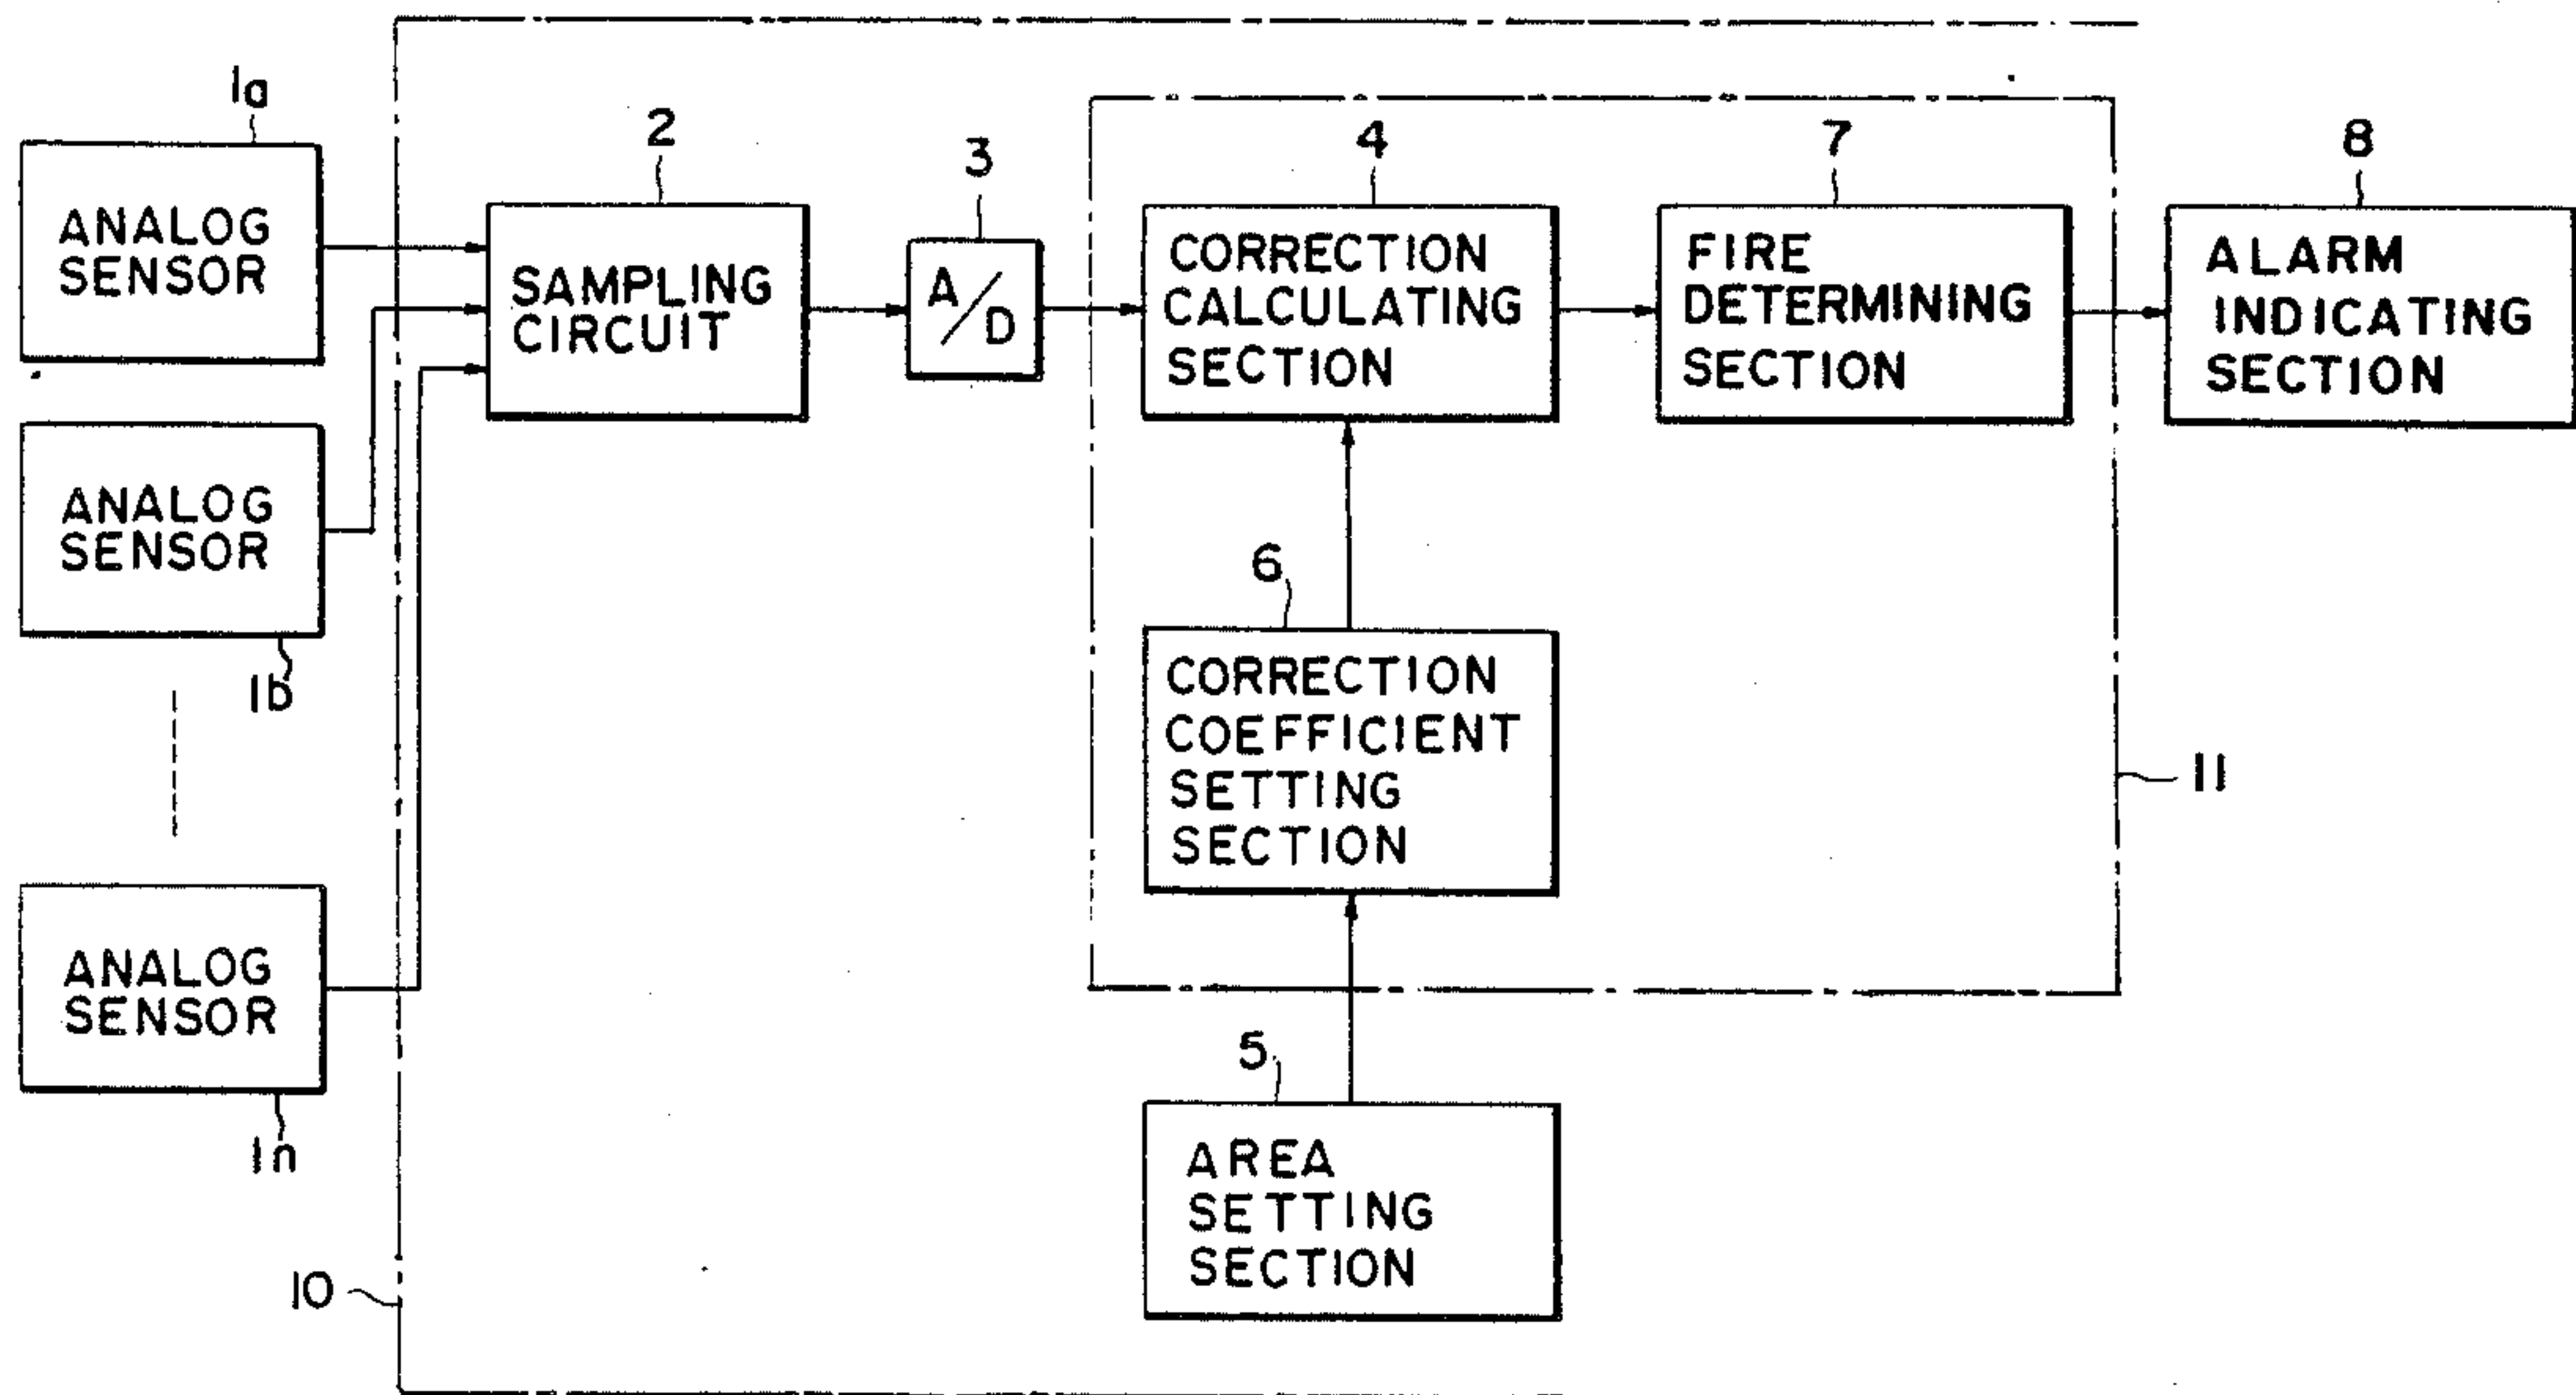 1a
ANALOG
SENSOR
ANALOG
SENSOR
1b
ANALOG
SENSOR
1n
10
2
SAMPLING
CIRCUIT
3
A/D
4
CORRECTION
CALCULATING
SECTION
7
FIRE
DETERMINING
SECTION
8
ALARM
INDICATING
SECTION
6
CORRECTION
COEFFICIENT
SETTING
SECTION
11
5
AREA
SETTING
SECTION